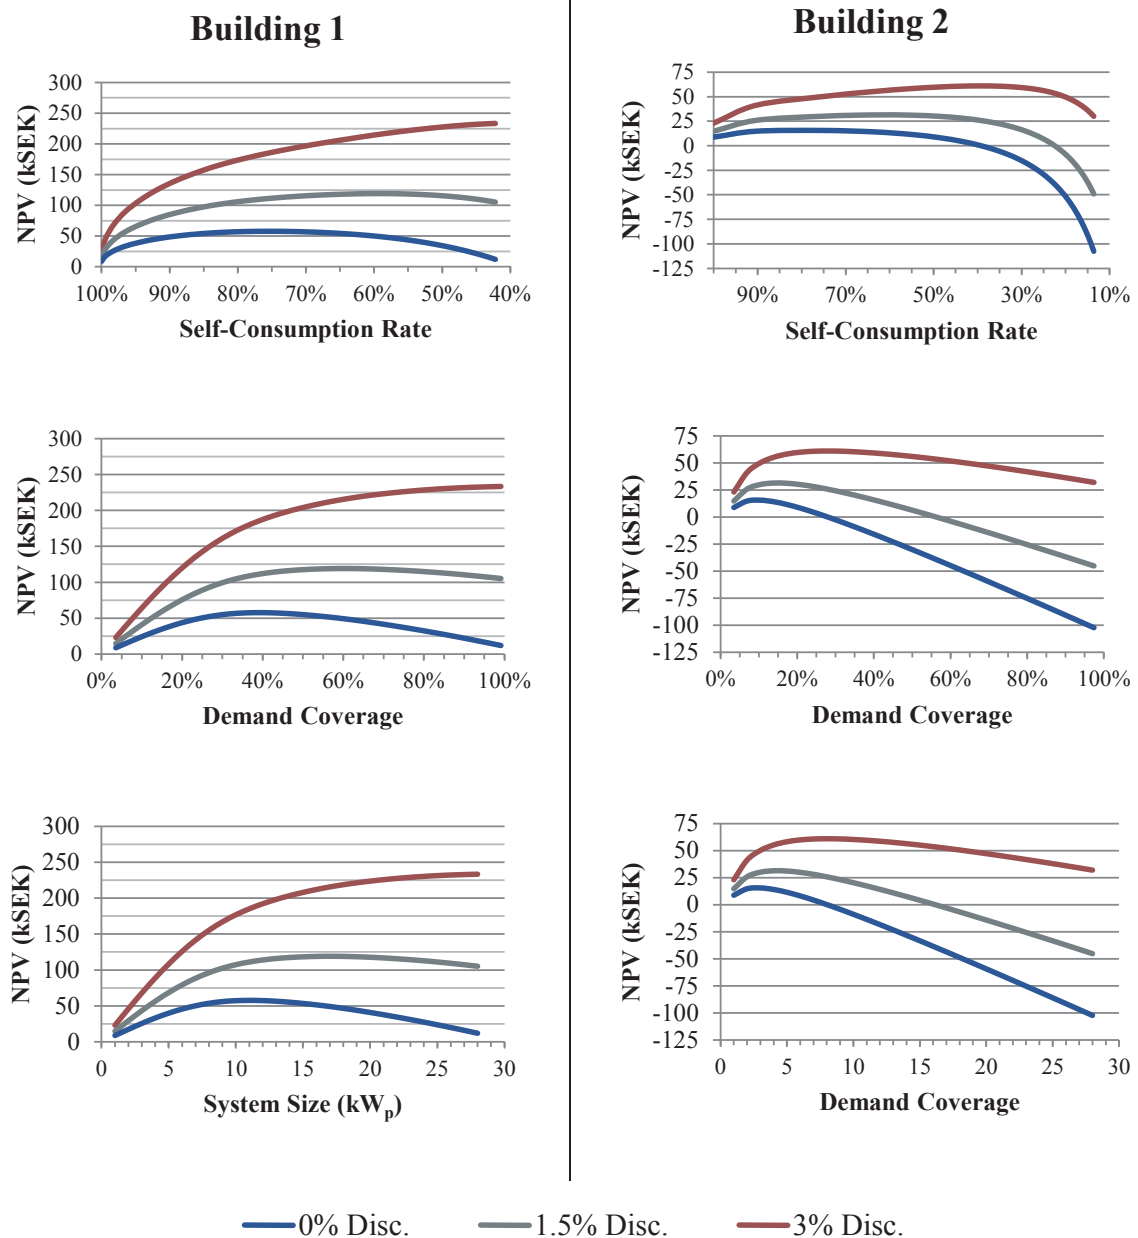 Building 1
Building 2
NPV (kSEK)
300
250
200
150
100
50
0
100% 90% 80% 70% 60% 50% 40%
Self-Consumption Rate
NPV (kSEK)
75
50
25
0
-25
-50
-75
-100
-125
90% 70% 50% 30% 10%
Self-Consumption Rate
NPV (kSEK)
300
250
200
150
100
50
0
0% 20% 40% 60% 80% 100%
Demand Coverage
NPV (kSEK)
75
50
25
0
-25
-50
-75
-100
-125
0% 20% 40% 60% 80% 100%
Demand Coverage
NPV (kSEK)
300
250
200
150
100
50
0
0 5 10 15 20 25 30
System Size (kWp)
NPV (kSEK)
75
50
25
0
-25
-50
-75
-100
-125
0 5 10 15 20 25 30
Demand Coverage
0% Disc. 1.5% Disc. 3% Disc.